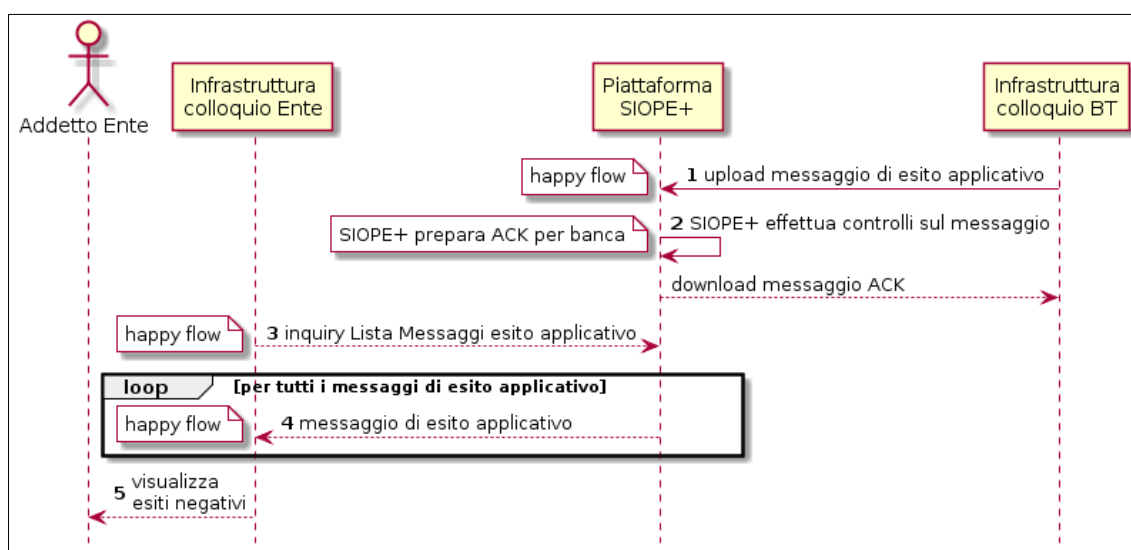 Addetto Ente
Infrastruttura
colloquio Ente
Piattaforma
SIOPE+
Infrastruttura
colloquio BT
happy flow
1 upload messaggio di esito applicativo
SIOPE+ prepara ACK per banca
2 SIOPE+ effettua controlli sul messaggio
download messaggio ACK
happy flow
3 inquiry Lista Messaggi esito applicativo
loop [per tutti i messaggi di esito applicativo]
happy flow
4 messaggio di esito applicativo
5 visualizza
esiti negativi